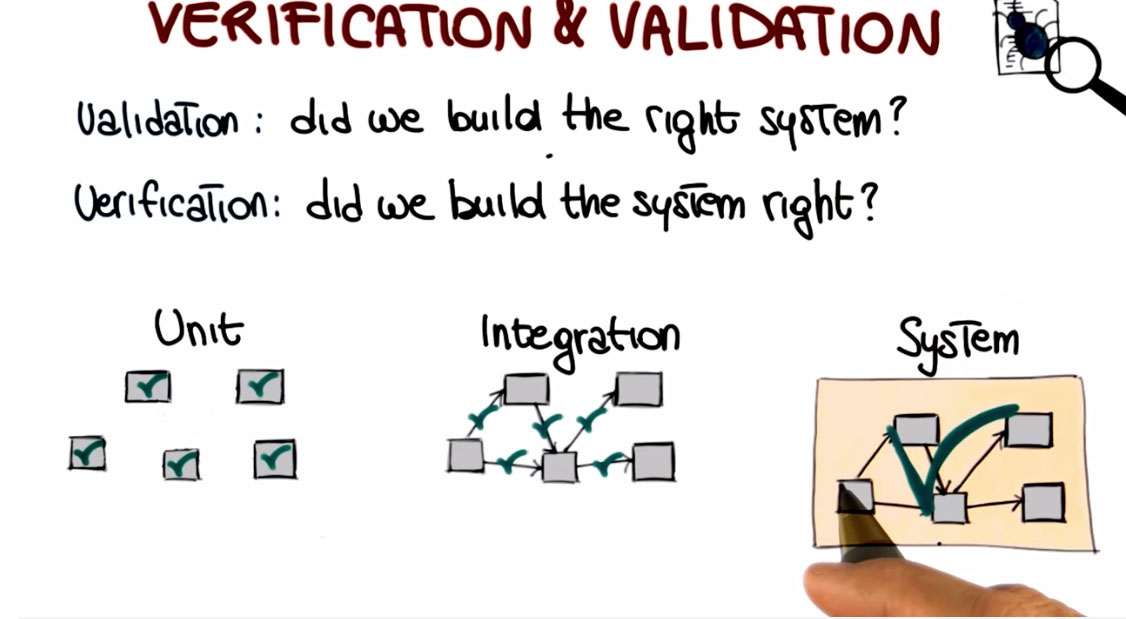 VERIFICATION & VALIDATION
Validation: did we build the right system?
Verification: did we build the system right?
Unit
Integration
System